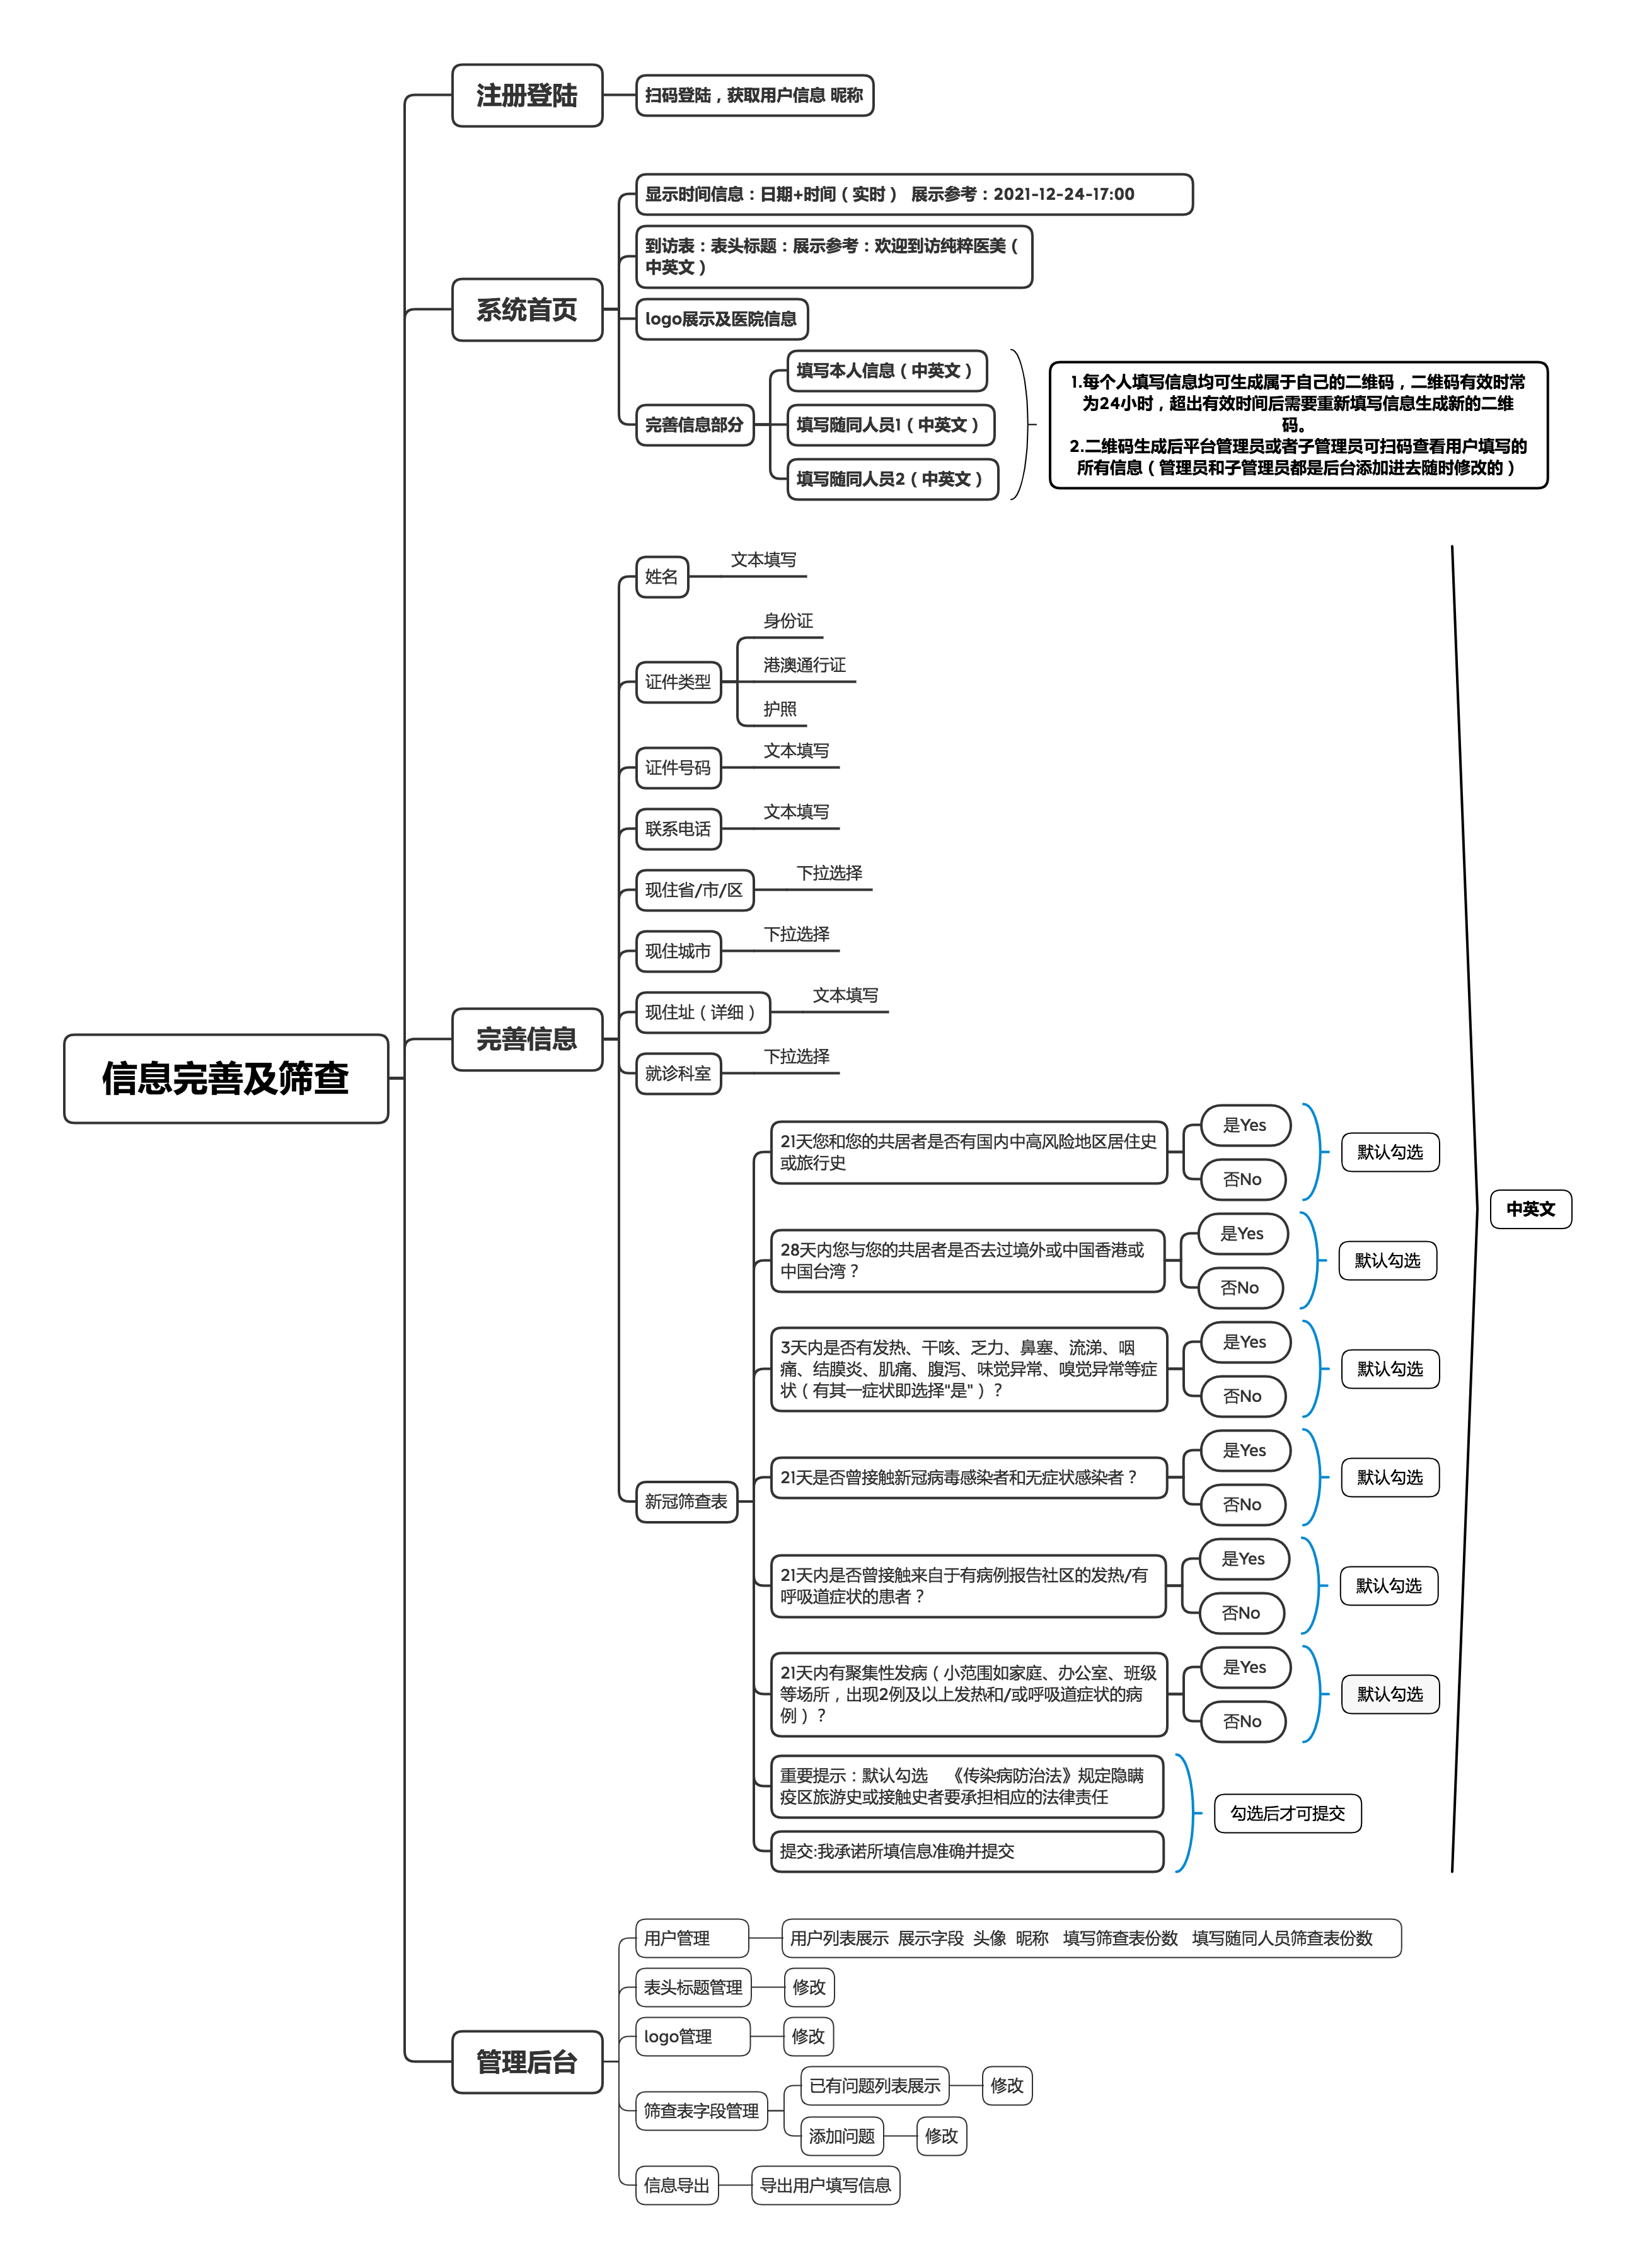 注册登陆
扫码登陆，获取用户信息 昵称
显示时间信息：日期+时间（实时） 展示参考：2021-12-24-17:00
到访表：表头标题：展示参考：欢迎到访纯粹医美（
中英文）
系统首页
logo展示及医院信息
填写本人信息（中英文）
完善信息部分
填写随同人员1（中英文）
填写随同人员2（中英文）
1.每个人填写信息均可生成属于自己的二维码，二维码有效时常
为24小时，超出有效时间后需要重新填写信息生成新的二维
码。
2.二维码生成后平台管理员或者子管理员可扫码查看用户填写的
所有信息（管理员和子管理员都是后台添加进去随时修改的）
姓名
文本填写
证件类型
身份证
港澳通行证
护照
证件号码
文本填写
联系电话
文本填写
现住省/市/区
下拉选择
现住城市
下拉选择
现住址（详细）
文本填写
完善信息
就诊科室
下拉选择
信息完善及筛查
21天您和您的共居者是否有国内中高风险地区居住史
或旅行史
是Yes
否No
默认勾选
中英文
28天内您与您的共居者是否去过境外或中国香港或
中国台湾？
是Yes
否No
默认勾选
3天内是否有发热、干咳、乏力、鼻塞、流涕、咽
痛、结膜炎、肌痛、腹泻、味觉异常、嗅觉异常等症
状（有其一症状即选择"是"）？
是Yes
否No
默认勾选
新冠筛查表
21天是否曾接触新冠病毒感染者和无症状感染者？
是Yes
否No
默认勾选
21天内是否曾接触来自于有病例报告社区的发热/有
呼吸道症状的患者？
是Yes
否No
默认勾选
21天内有聚集性发病（小范围如家庭、办公室、班级
等场所，出现2例及以上发热和/或呼吸道症状的病
例）？
是Yes
否No
默认勾选
重要提示：默认勾选 《传染病防治法》规定隐瞒
疫区旅游史或接触史者要承担相应的法律责任
提交:我承诺所填信息准确并提交
勾选后才可提交
用户管理
用户列表展示 展示字段 头像 昵称 填写筛查表份数 填写随同人员筛查表份数
表头标题管理
修改
logo管理
修改
管理后台
筛查表字段管理
已有问题列表展示
修改
添加问题
修改
信息导出
导出用户填写信息